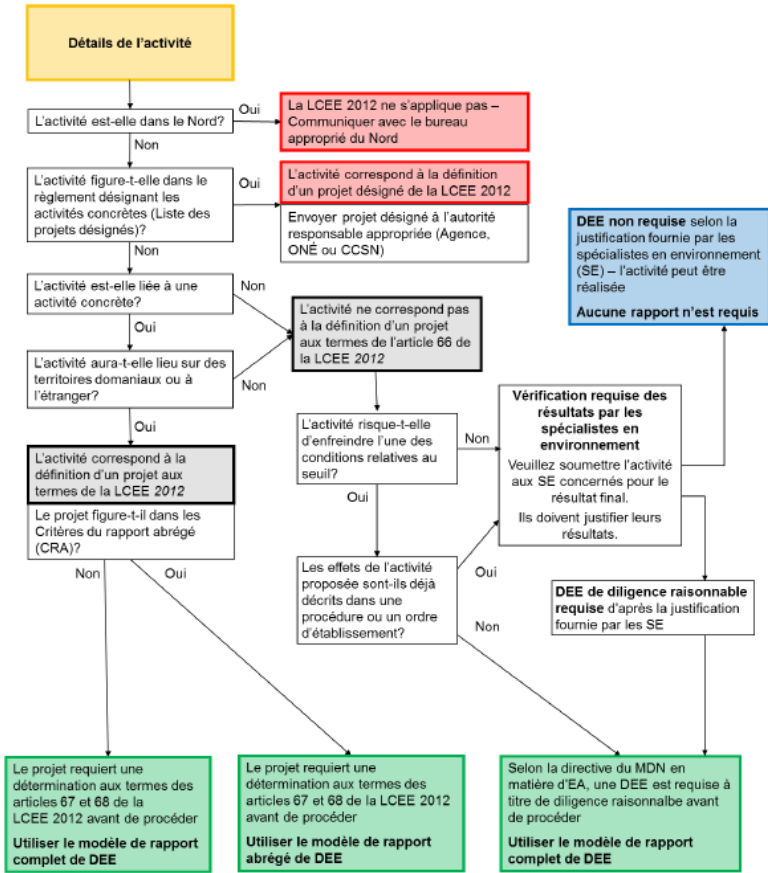 Détails de l'activité
L'activité est-elle dans le Nord?
Oui
La LCEE 2012 ne s'applique pas –
Communiquer avec le bureau
approprié du Nord
Non
L'activité figure-t-elle dans le
règlement désignant les
activités concrètes (Liste des
projets désignés)?
Oui
L'activité correspond à la définition
d'un projet désigné de la LCEE 2012
Envoyer projet désigné à l'autorité
responsable appropriée (Agence,
ONÉ ou CCSN)
Non
L'activité est-elle liée à une
activité concrète?
Non
Oui
L'activité aura-t-elle lieu sur des
territoires domaniaux ou à
l'étranger?
Non
Oui
L'activité ne correspond pas
à la définition d'un projet
aux termes de l'article 66 de
la LCEE 2012
DEE non requise selon la
justification fournie par les
spécialistes en environnement
(SE) – l'activité peut être
réalisée
Aucune rapport n'est requis
L'activité correspond à la
définition d'un projet aux
termes de la LCEE 2012
Le projet figure-t-il dans les
Critères du rapport abrégé
(CRA)?
Non
Oui
L'activité risque-t-elle
d'enfreindre l'une des
conditions relatives au
seuil?
Non
Oui
Vérification requise des
résultats par les
spécialistes en
environnement
Veuillez soumettre l'activité
aux SE concernés pour le
résultat final.
Ils doivent justifier leurs
résultats.
Les effets de l'activité
proposée sont-ils déjà
décrits dans une
procédure ou un ordre
d'établissement?
Oui
Non
DEE de diligence raisonnable
requise d'après la justification
fournie par les SE
Le projet requiert une
détermination aux termes des
articles 67 et 68 de la
LCEE 2012 avant de procéder
Utiliser le modèle de rapport
complet de DEE
Le projet requiert une
détermination aux termes des
articles 67 et 68 de la LCEE 2012
avant de procéder
Utiliser le modèle de rapport
abrégé de DEE
Selon la directive du MDN en
matière d'EA, une DEE est requise à
titre de diligence raisonnalbe avant
de procéder
Utiliser le modèle de rapport
complet de DEE